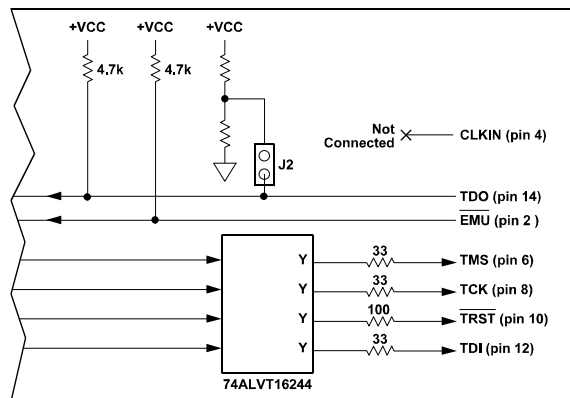 +VCC +VCC +VCC
4.7k 4.7k
Not
Connected
CLKIN (pin 4)
J2
TDO (pin 14)
EMU (pin 2 )
33
Y TMS (pin 6)
33
Y TCK (pin 8)
100
Y TRST (pin 10)
33
Y TDI (pin 12)
74ALVT16244